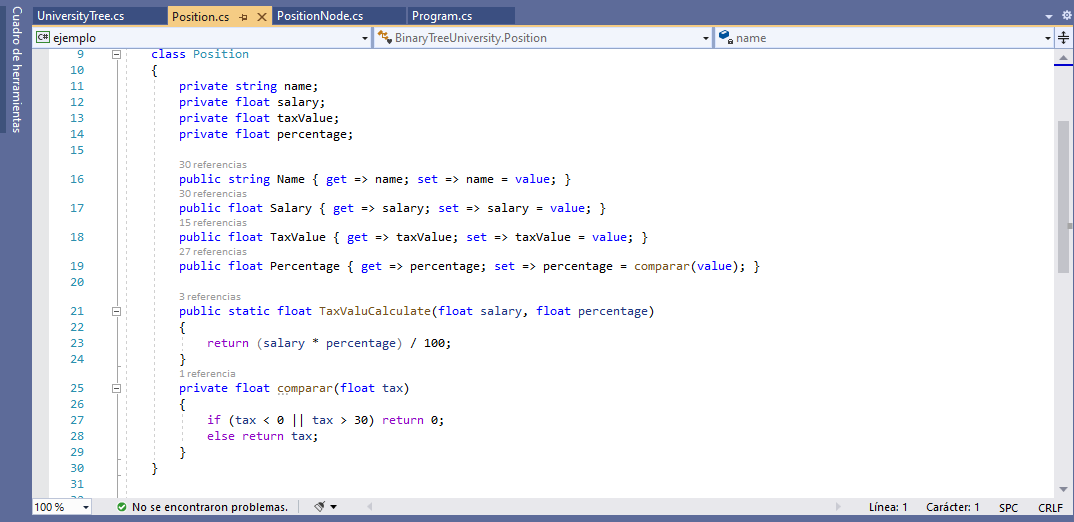 UniversityTree.cs Position.cs PositionNode.cs Program.cs
Cuadro de herramientas
C# ejemplo BinaryTreeUniversity.Position name
9 class Position
10 {
11 private string name;
12 private float salary;
13 private float taxValue;
14 private float percentage;
15
30 referencias
16 public string Name { get => name; set => name = value; }
30 referencias
17 public float Salary { get => salary; set => salary = value; }
15 referencias
18 public float TaxValue { get => taxValue; set => taxValue = value; }
27 referencias
19 public float Percentage { get => percentage; set => percentage = comparar(value); }
20
3 referencias
21 public static float TaxValuCalculate(float salary, float percentage)
22 {
23 return (salary * percentage) / 100;
24 }
1 referencia
25 private float comparar(float tax)
26 {
27 if (tax < 0 || tax > 30) return 0;
28 else return tax;
29 }
30 }
31
100 % No se encontraron problemas. Línea: 1 Carácter: 1 SPC CRLF